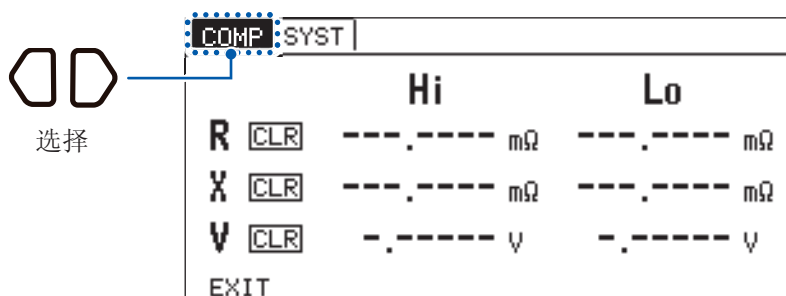 COMP SYST
Hi Lo
选择
R CLR ---.---- mΩ ---.---- mΩ
X CLR ---.---- mΩ ---.---- mΩ
V CLR -.----- V -.----- V
EXIT